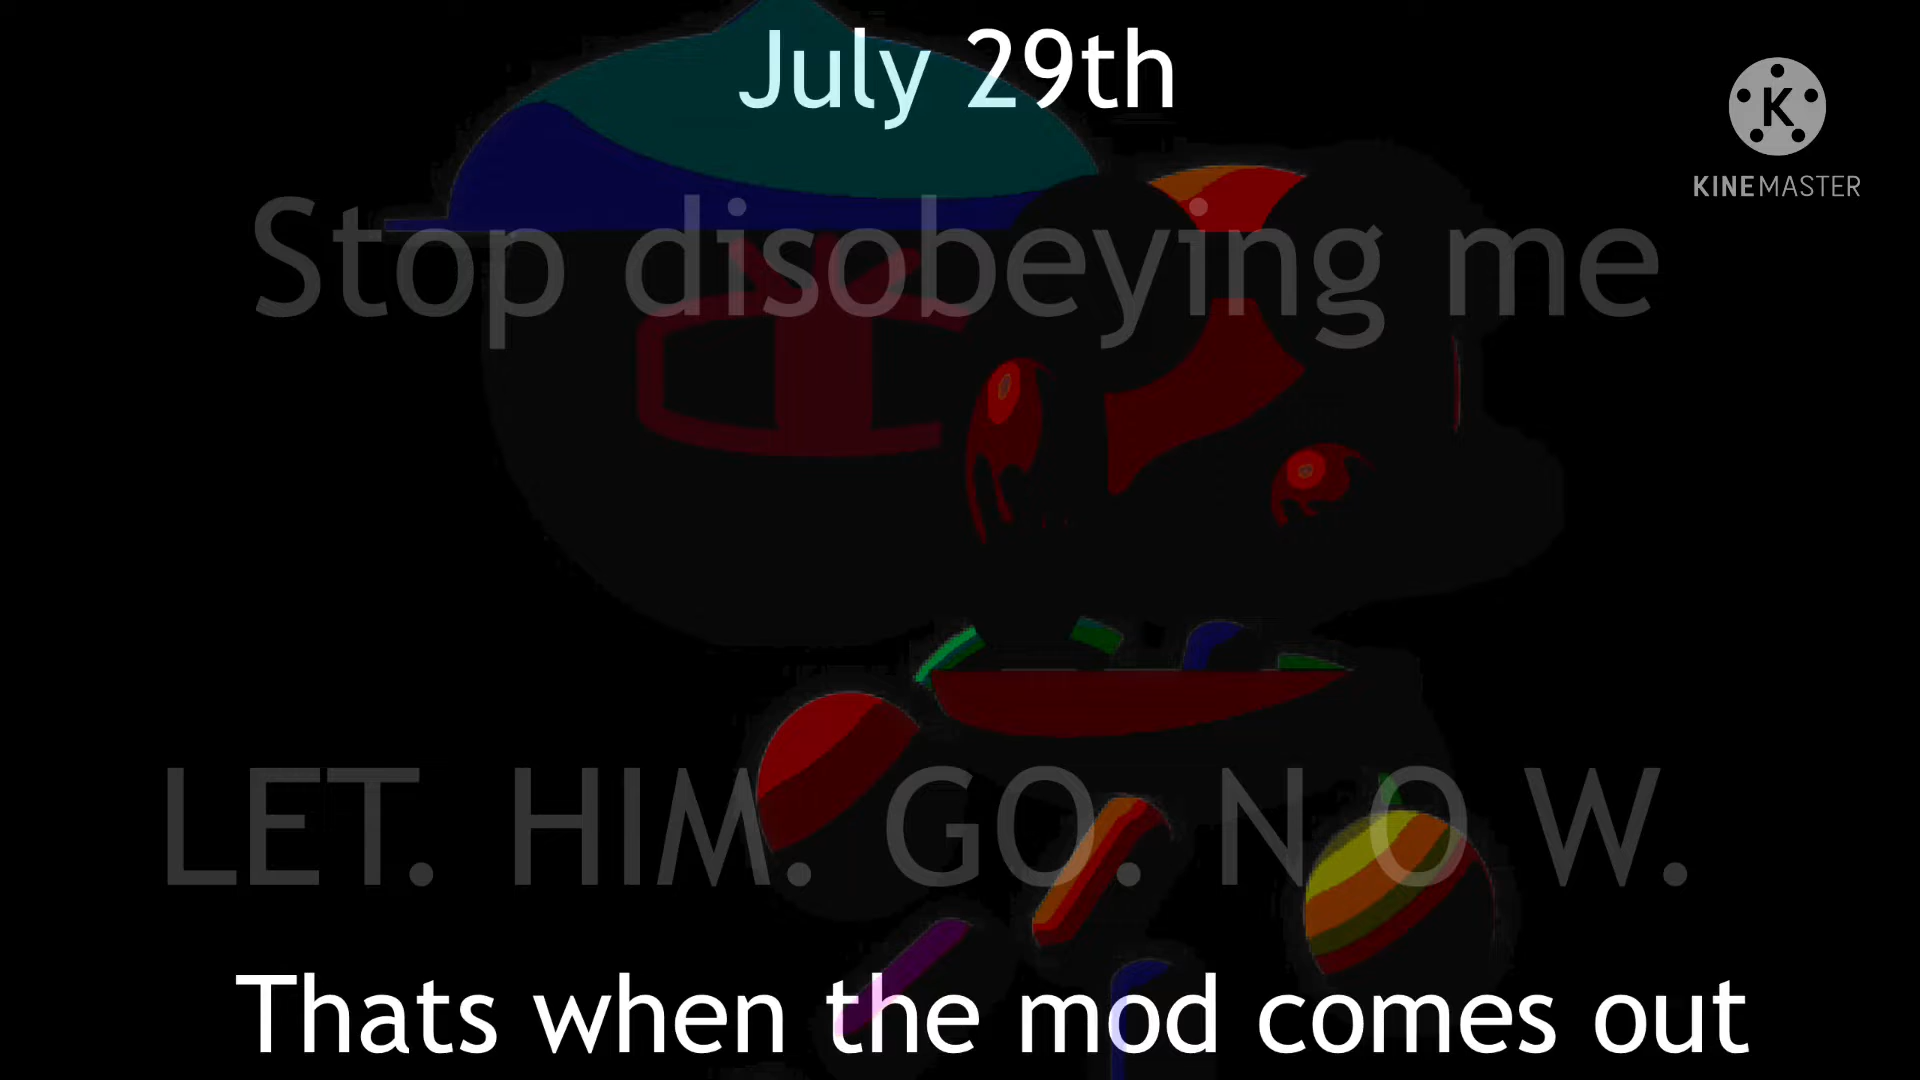 July 29th
K
KINEMASTER
Stop disobeying me
LET. HIM. GO. N O W.
Thats when the mod comes out